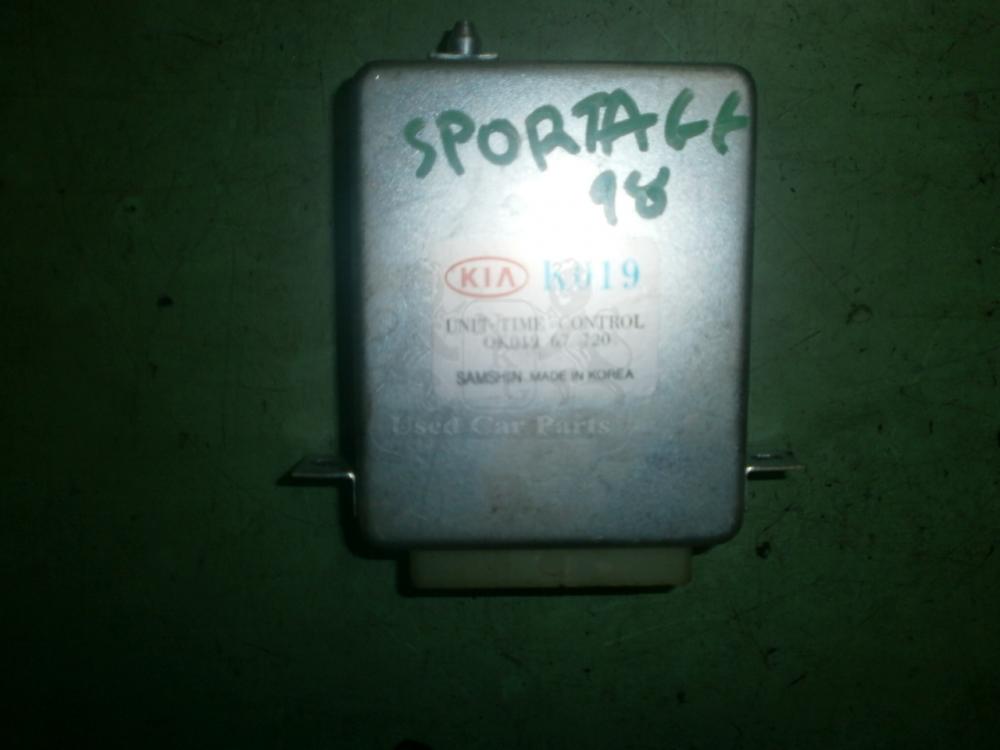 SPORTAGE
98
KIA K019
UNIT-TIME CONTROL
0K019 67 720
SAMSHIN MADE IN KOREA
Used Car Parts